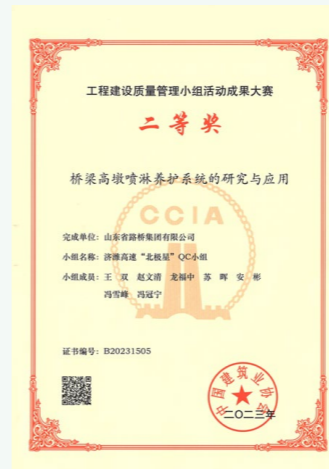 工程建设质量管理小组活动成果大赛
二等奖
桥梁高墩喷淋养护系统的研究与应用
CCIA
完成单位：山东省路桥集团有限公司
小组名称：济潍高速“北极星”QC小组
小组成员：王 双 赵文清 龙福中 苏 晖 安 彬
冯雪峰 冯冠宁
证书编号：B20231505
中国建筑业协会
二〇二三年